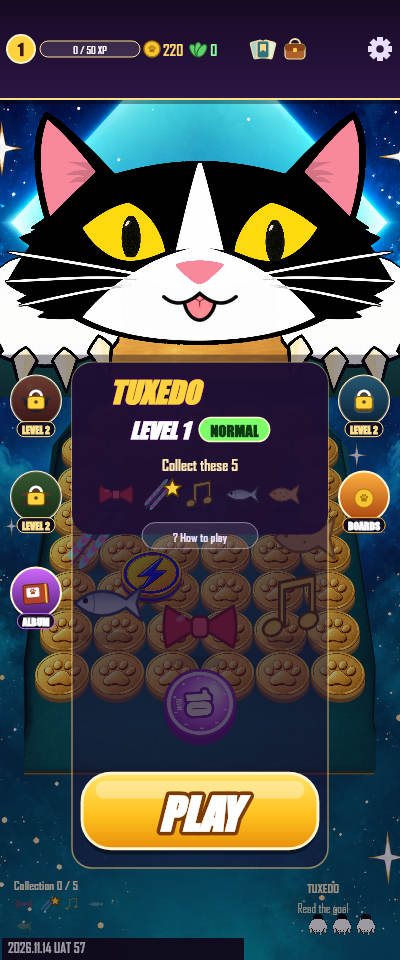 1
0 / 50 XP
220
0
TUXEDO
LEVEL 1 NORMAL
Collect these 5
LEVEL 2
LEVEL 2
LEVEL 2
BOARDS
? How to play
ALBUM
10
PLAY
Collection 0 / 5
TUXEDO
Read the goal
2026.11.14 UAT 57